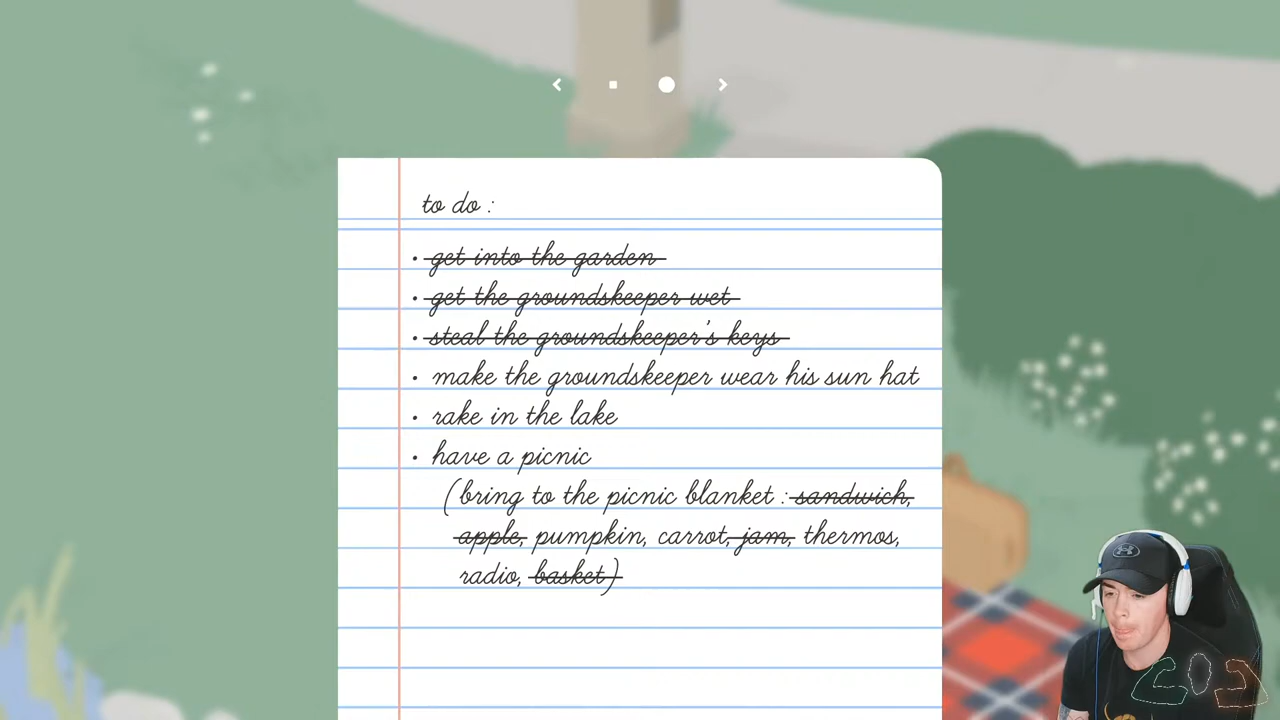 to do :
• get into the garden
• get the groundskeeper wet
• steal the groundskeeper's keys
• make the groundskeeper wear his sun hat
• rake in the lake
• have a picnic
(bring to the picnic blanket : sandwich,
apple, pumpkin, carrot, jam, thermos,
radio, basket)